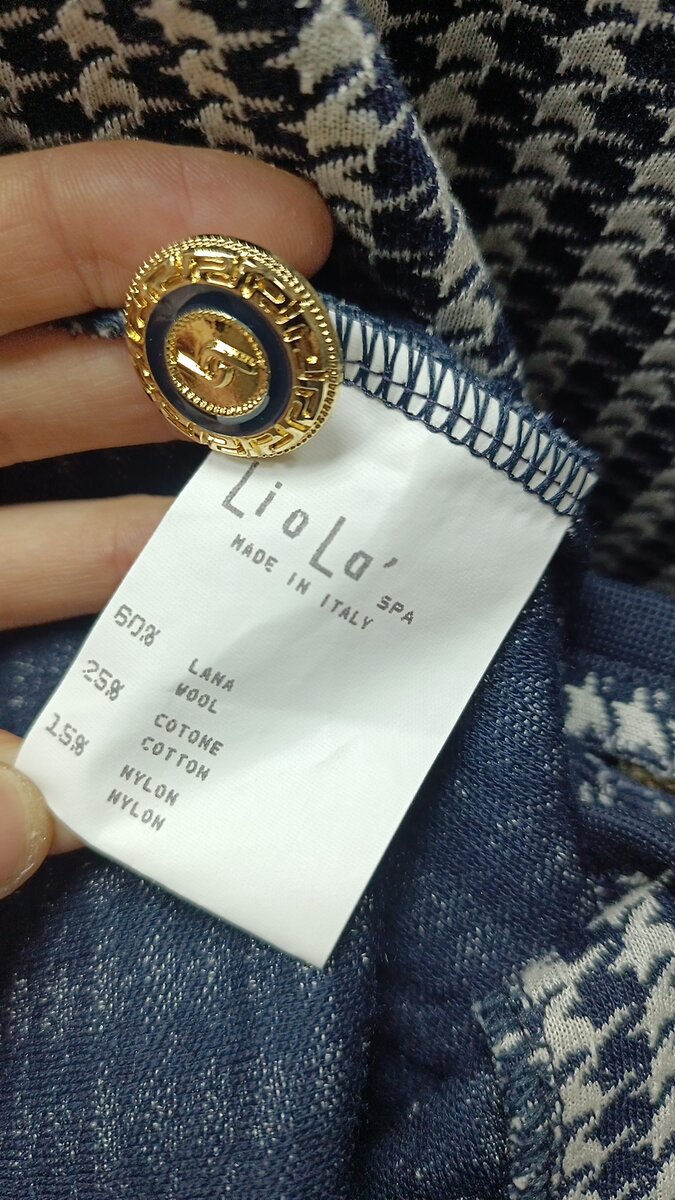 LioLa'
SPA
MADE IN ITALY
60% LANA
WOOL
25% COTONE
COTTON
15% NYLON
NYLON